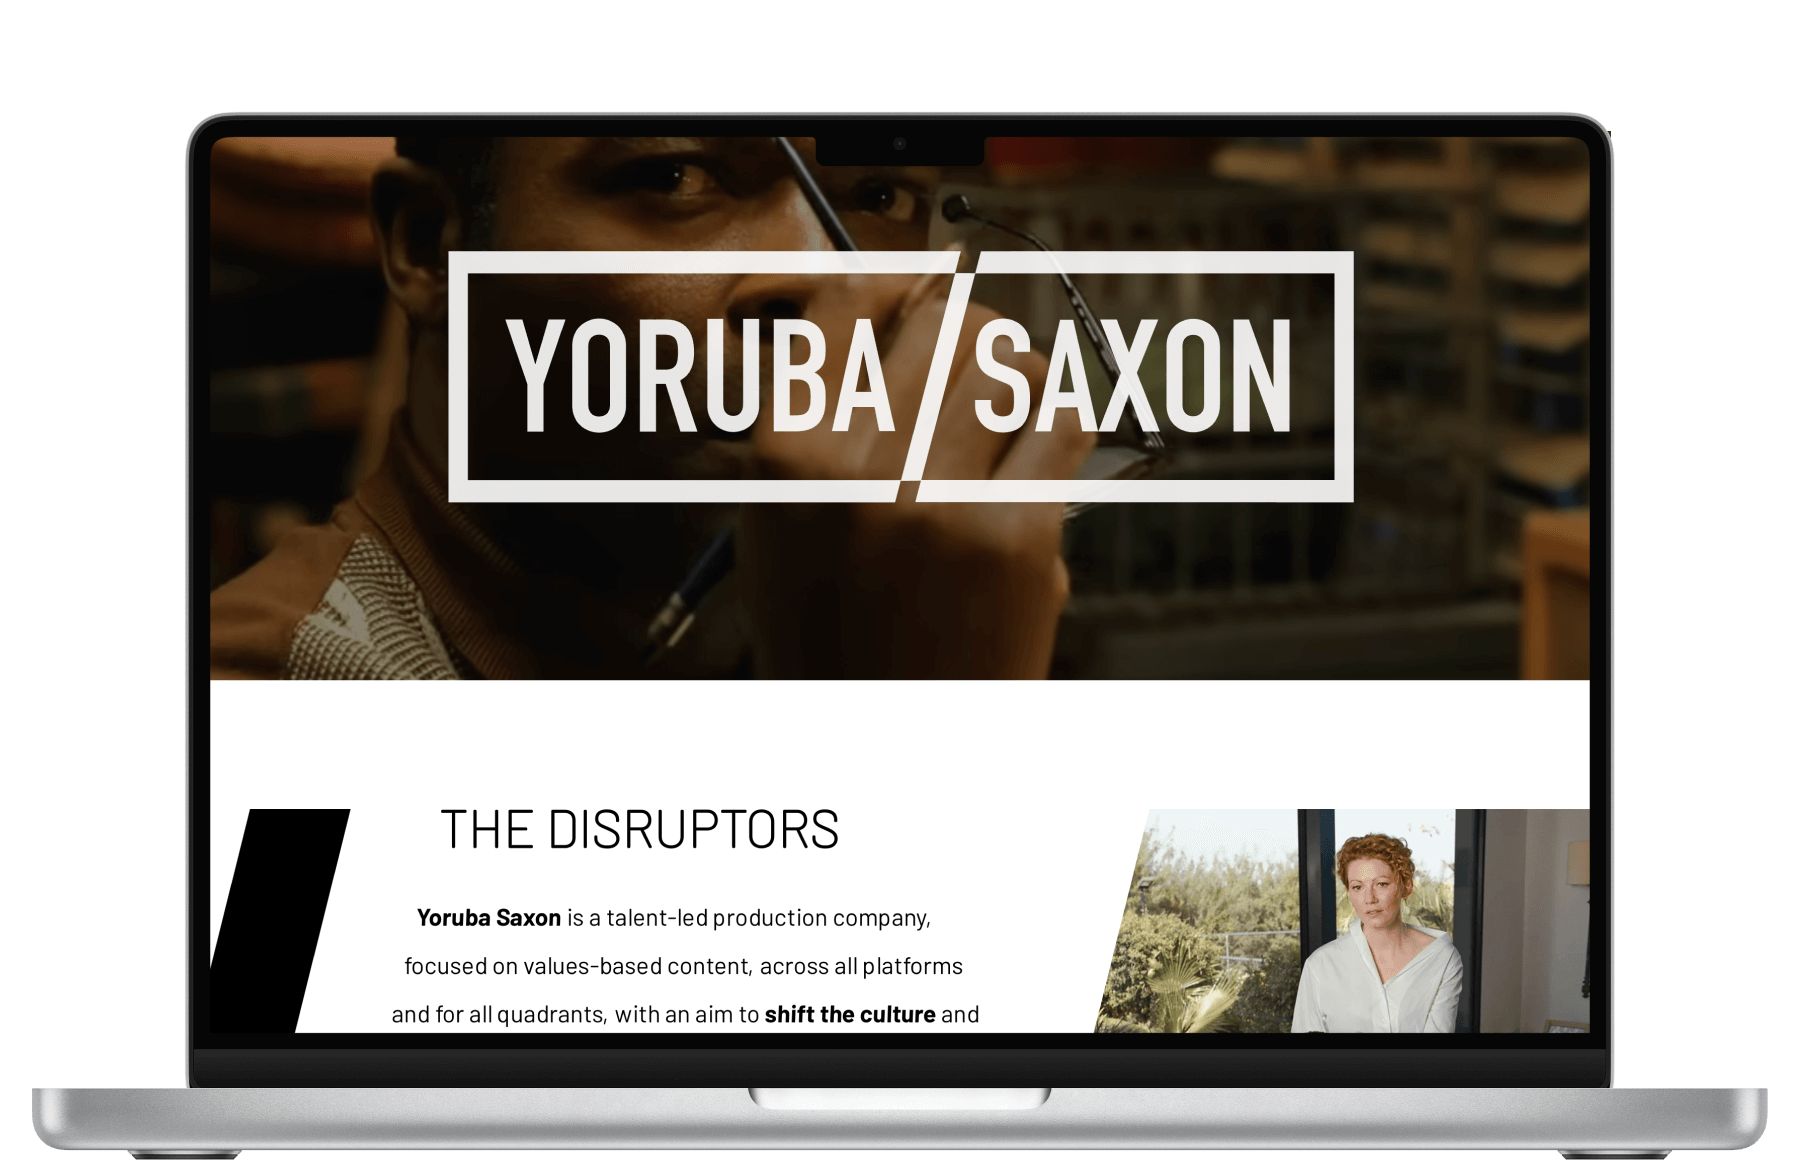 YORUBA/SAXON
THE DISRUPTORS
Yoruba Saxon is a talent-led production company,
focused on values-based content, across all platforms
and for all quadrants, with an aim to shift the culture and